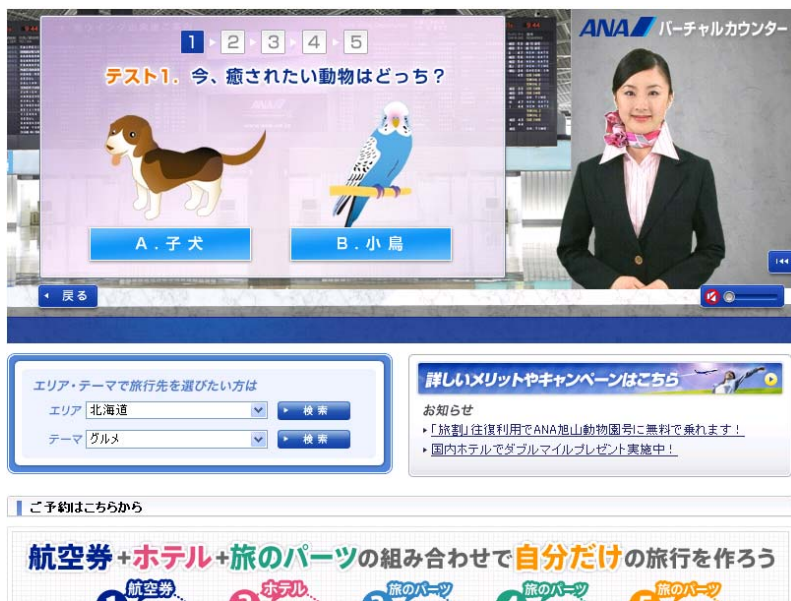 1 2 3 4 5
テスト1. 今、癒されたい動物はどっち？
A.子犬
B.小鳥
戻る
ANA バーチャルカウンター
エリア・テーマで旅行先を選びたい方は
エリア 北海道 検索
テーマ グルメ 検索
詳しいメリットやキャンペーンはこちら
お知らせ
「旅割」往復利用でANA旭山動物園号に無料で乗れます！
国内ホテルでダブルマイルプレゼント実施中！
ご予約はこちらから
航空券+ホテル+旅のパーツの組み合わせで自分だけの旅行を作ろう
1 航空券 2 ホテル 3 旅のパーツ 4 旅のパーツ 5 旅のパーツ